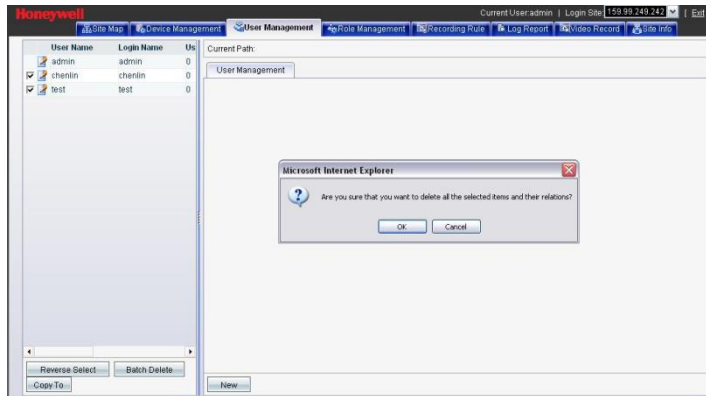 Honeywell
Current User:admin | Login Site 159.99.249.242 | Exit
Site Map Device Management User Management Role Management Recording Rule Log Report Video Record Site Info
User Name Login Name Us
admin admin 0
chenlin chenlin 0
test test 0
Current Path:
User Management
Microsoft Internet Explorer
Are you sure that you want to delete all the selected items and their relations?
OK Cancel
Reverse Select Batch Delete
Copy To
New